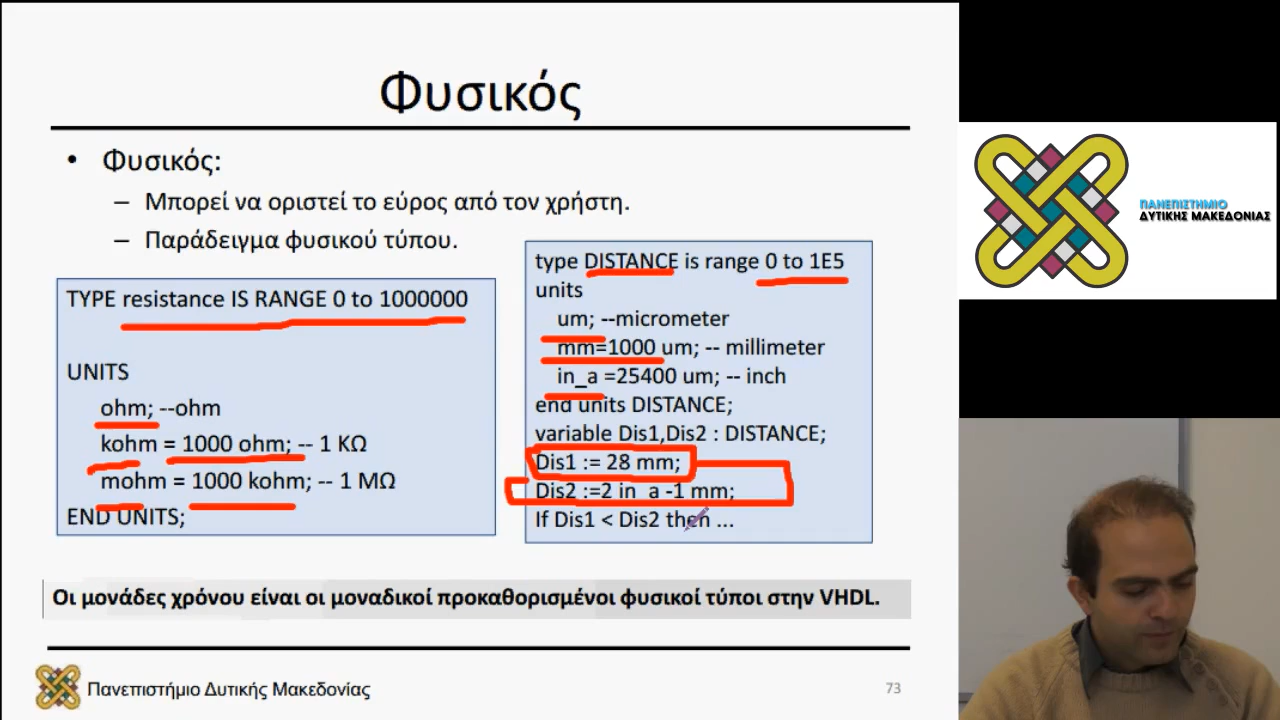 Φυσικός
• Φυσικός:
– Μπορεί να οριστεί το εύρος από τον χρήστη.
– Παράδειγμα φυσικού τύπου.
TYPE resistance IS RANGE 0 to 1000000
UNITS
ohm; --ohm
kohm = 1000 ohm; -- 1 KΩ
mohm = 1000 kohm; -- 1 MΩ
END UNITS;
type DISTANCE is range 0 to 1E5
units
um; --micrometer
mm=1000 um; -- millimeter
in_a =25400 um; -- inch
end units DISTANCE;
variable Dis1,Dis2 : DISTANCE;
Dis1 := 28 mm;
Dis2 :=2 in_a -1 mm;
If Dis1 < Dis2 then ...
Οι μονάδες χρόνου είναι οι μοναδικοί προκαθορισμένοι φυσικοί τύποι στην VHDL.
Πανεπιστήμιο Δυτικής Μακεδονίας
73
ΠΑΝΕΠΙΣΤΗΜΙΟ
ΔΥΤΙΚΗΣ ΜΑΚΕΔΟΝΙΑΣ